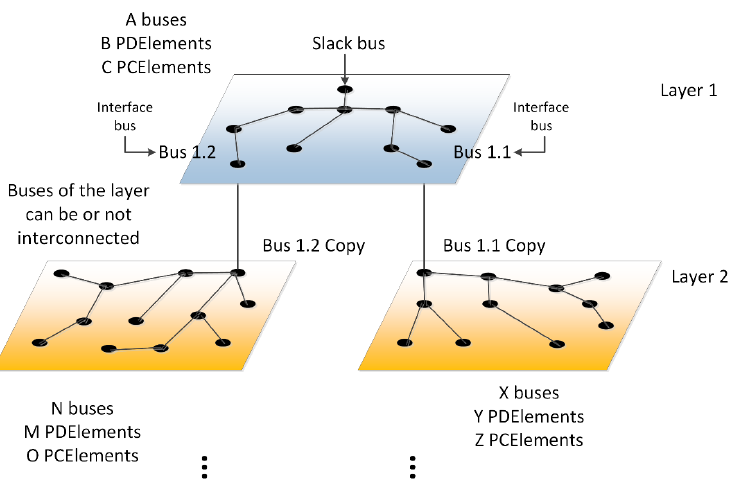 A buses
B PDElements
C PCElements
Slack bus
Layer 1
Interface
bus
Interface
bus
Bus 1.2
Bus 1.1
Buses of the layer
can be or not
interconnected
Bus 1.2 Copy
Bus 1.1 Copy
Layer 2
N buses
M PDElements
O PCElements
X buses
Y PDElements
Z PCElements